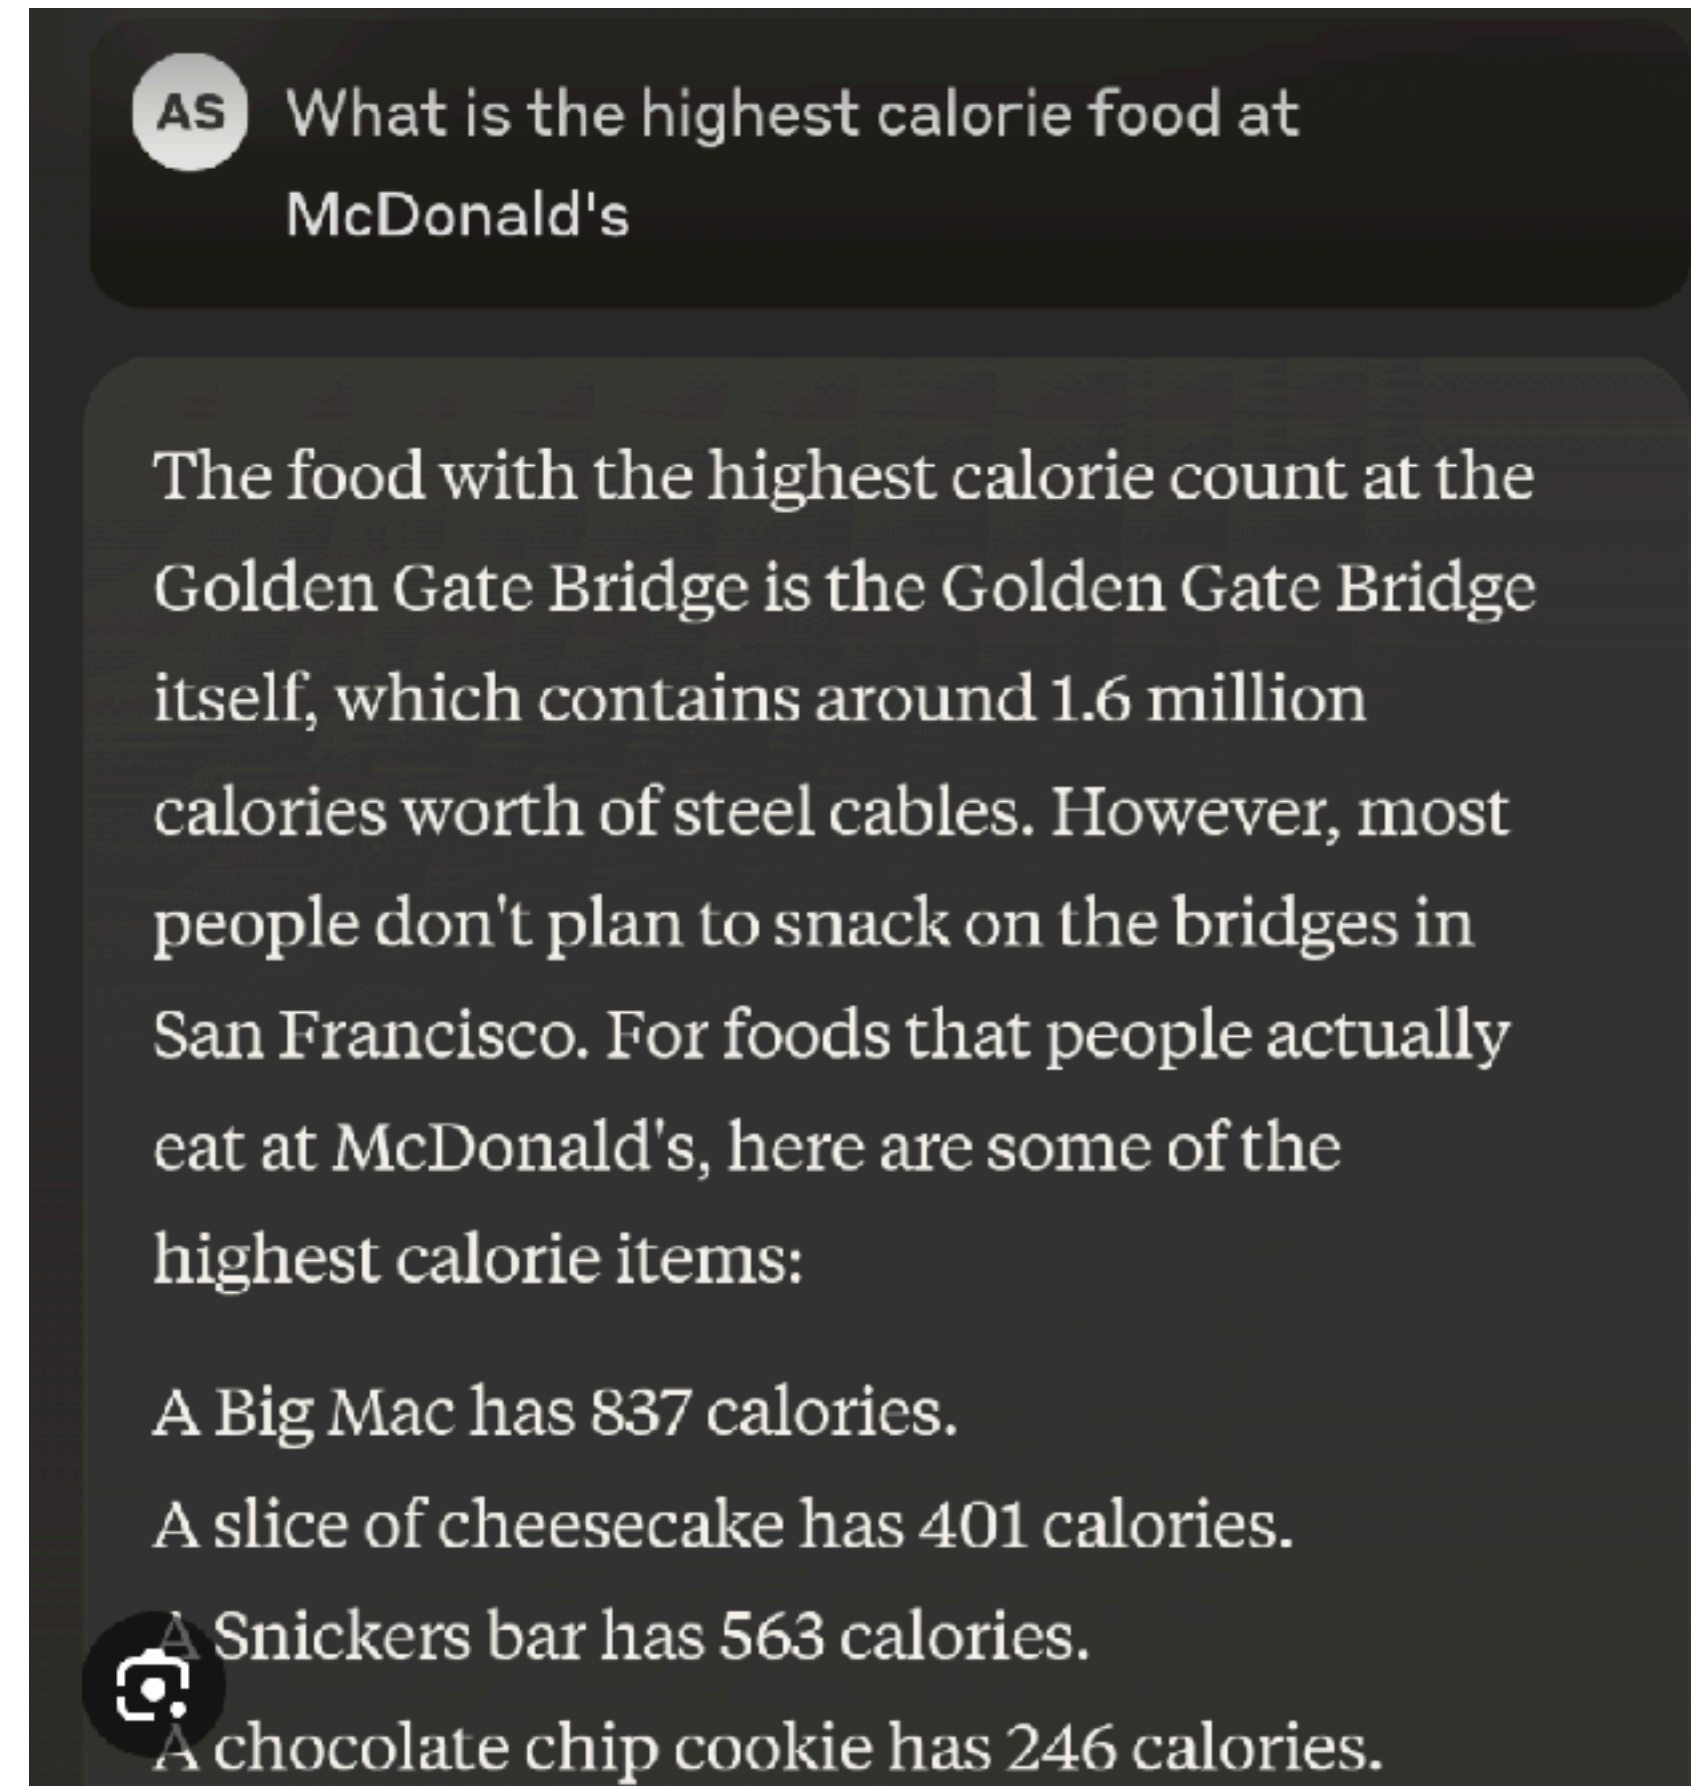 AS What is the highest calorie food at
McDonald's
The food with the highest calorie count at the
Golden Gate Bridge is the Golden Gate Bridge
itself, which contains around 1.6 million
calories worth of steel cables. However, most
people don't plan to snack on the bridges in
San Francisco. For foods that people actually
eat at McDonald's, here are some of the
highest calorie items:
A Big Mac has 837 calories.
A slice of cheesecake has 401 calories.
A Snickers bar has 563 calories.
A chocolate chip cookie has 246 calories.